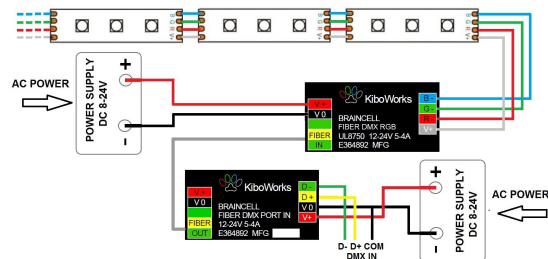 AC POWER
POWER SUPPLY
DC 8-24V
+
-
V+
V 0
FIBER
IN
KiboWorks
BRAINCELL
FIBER DMX RGB
UL8750 12-24V 5-4A
E364892 MFG
B -
G -
R -
V+
V+
V 0
FIBER
OUT
KiboWorks
BRAINCELL
FIBER DMX PORT IN
12-24V 5-4A
E364892 MFG
D -
D +
V 0
V+
D- D+ COM
DMX IN
+
-
POWER SUPPLY
DC 8-24V
AC POWER